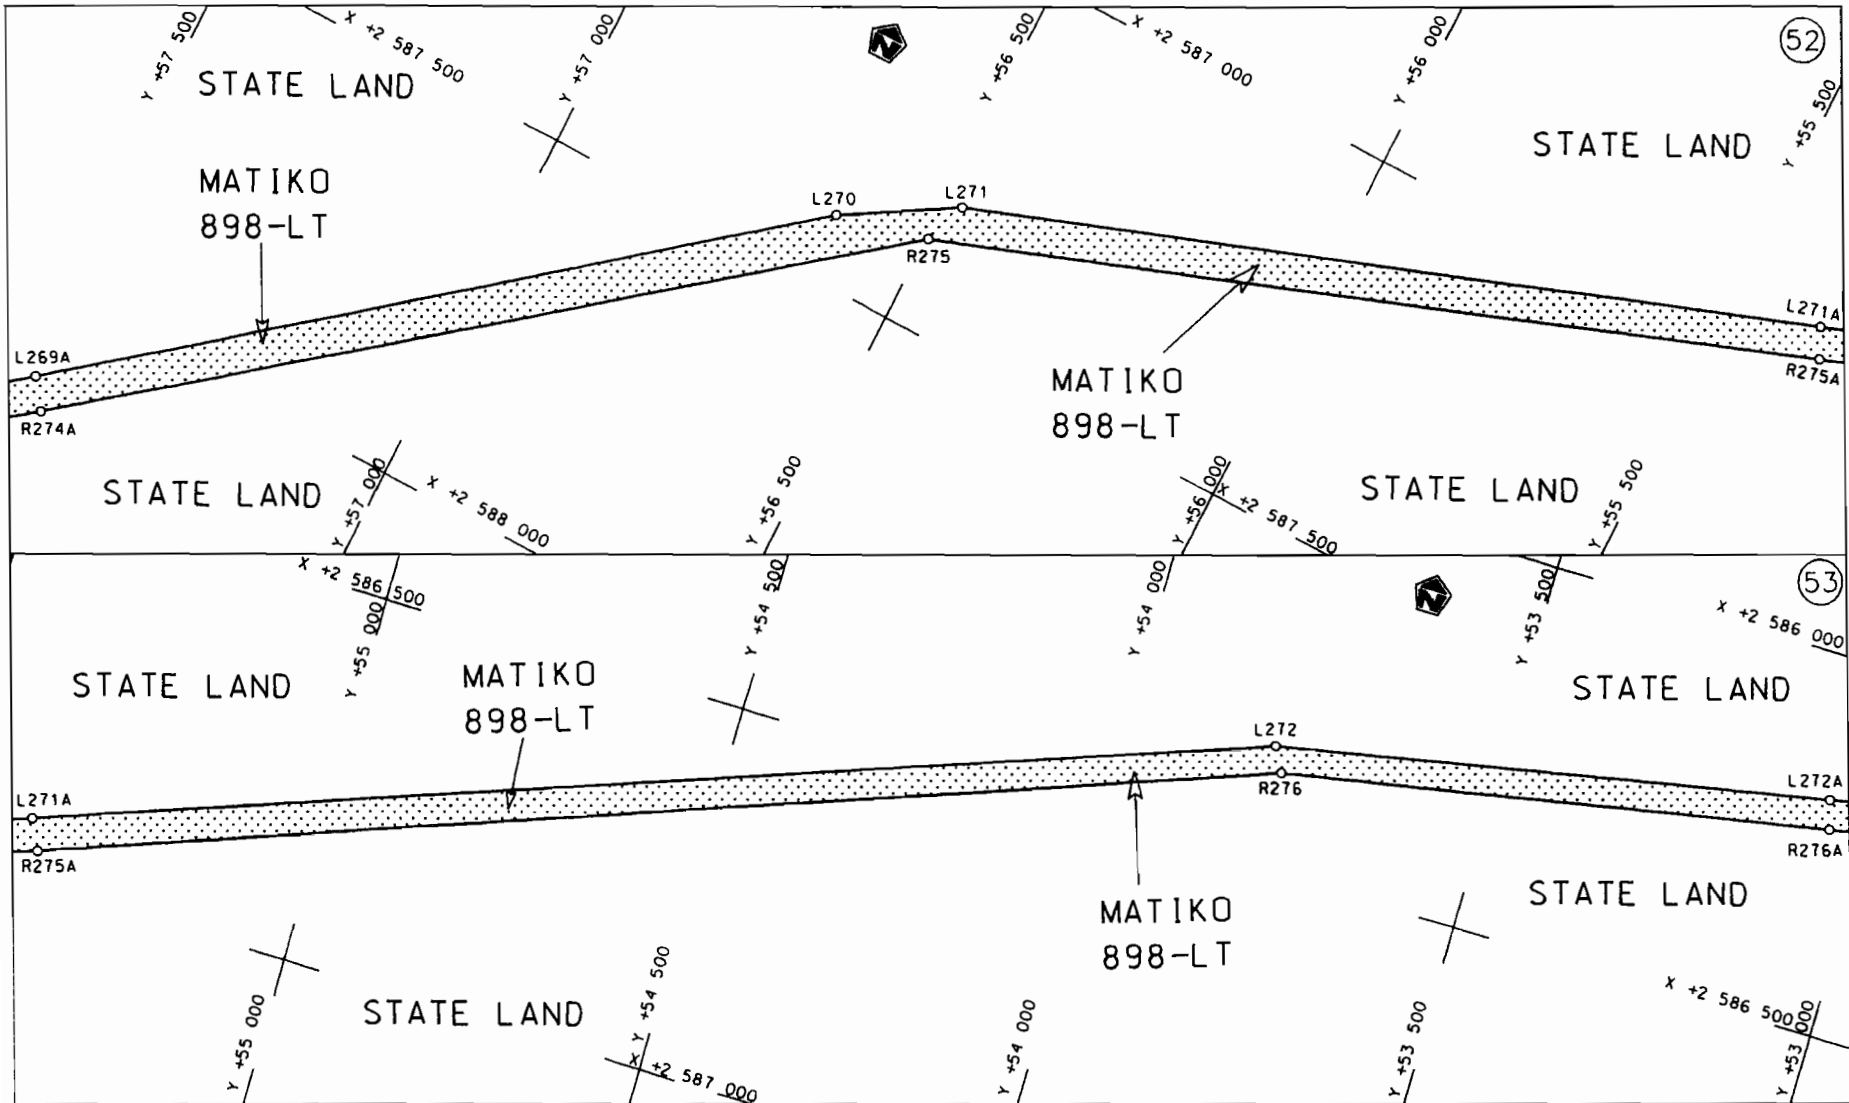 Y +57 500
X +2 587 500
Y +57 000
N
Y +56 500
X +2 587 000
Y +56 000
52
Y +55 500
STATE LAND
STATE LAND
MATIKO
898-LT
L270
L271
R275
L269A
R274A
L271A
R275A
MATIKO
898-LT
STATE LAND
Y +57 000
X +2 588 000
Y +56 500
Y +56 000
X +2 587 500
STATE LAND
Y +55 500
X +2 586 500
Y +55 000
Y +54 500
Y +54 000
N
Y +53 500
53
X +2 586 000
STATE LAND
MATIKO
898-LT
STATE LAND
L272
R276
L271A
R275A
L272A
R276A
MATIKO
898-LT
STATE LAND
STATE LAND
Y +55 000
Y +54 500
X +2 587 000
Y +54 000
Y +53 500
X +2 586 500
Y +53 000